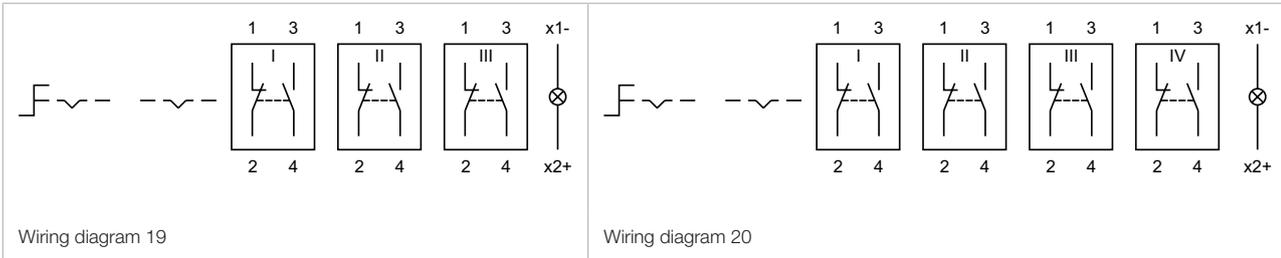 1 3 1 3 1 3 x1-
I II III
2 4 2 4 2 4 x2+
Wiring diagram 19
1 3 1 3 1 3 1 3 x1-
I II III IV
2 4 2 4 2 4 2 4 x2+
Wiring diagram 20